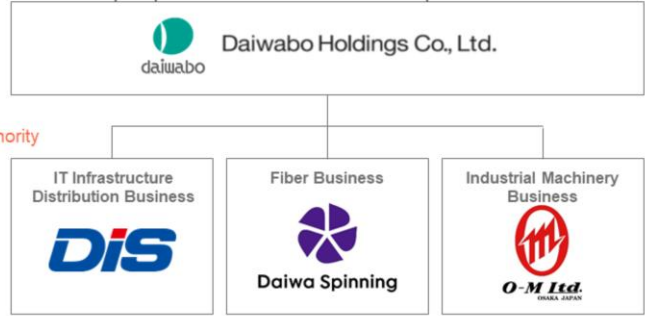 daiwabo
Daiwabo Holdings Co., Ltd.
hority
IT Infrastructure
Distribution Business
DiS
Fiber Business
Daiwa Spinning
Industrial Machinery
Business
O-M Ltd.
OSAKA JAPAN